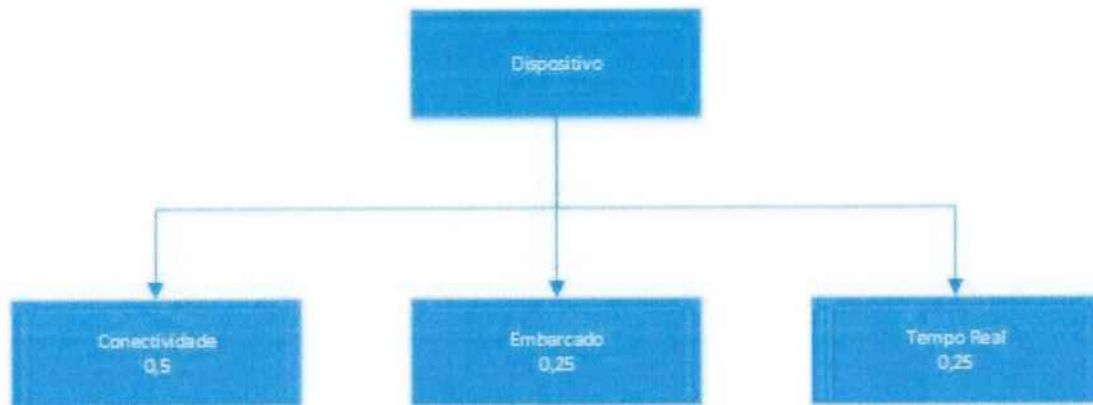 Dispositivo
Conectividade
0,5
Embarcado
0,25
Tempo Real
0,25